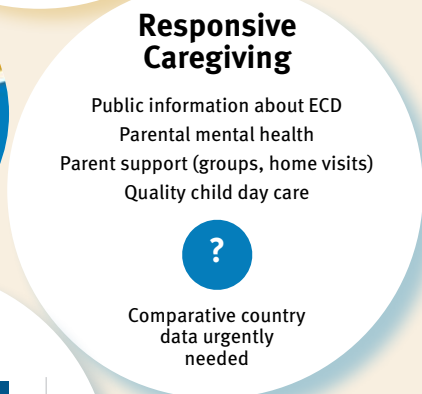 Responsive
Caregiving
Public information about ECD
Parental mental health
Parent support (groups, home visits)
Quality child day care
?
Comparative country
data urgently
needed